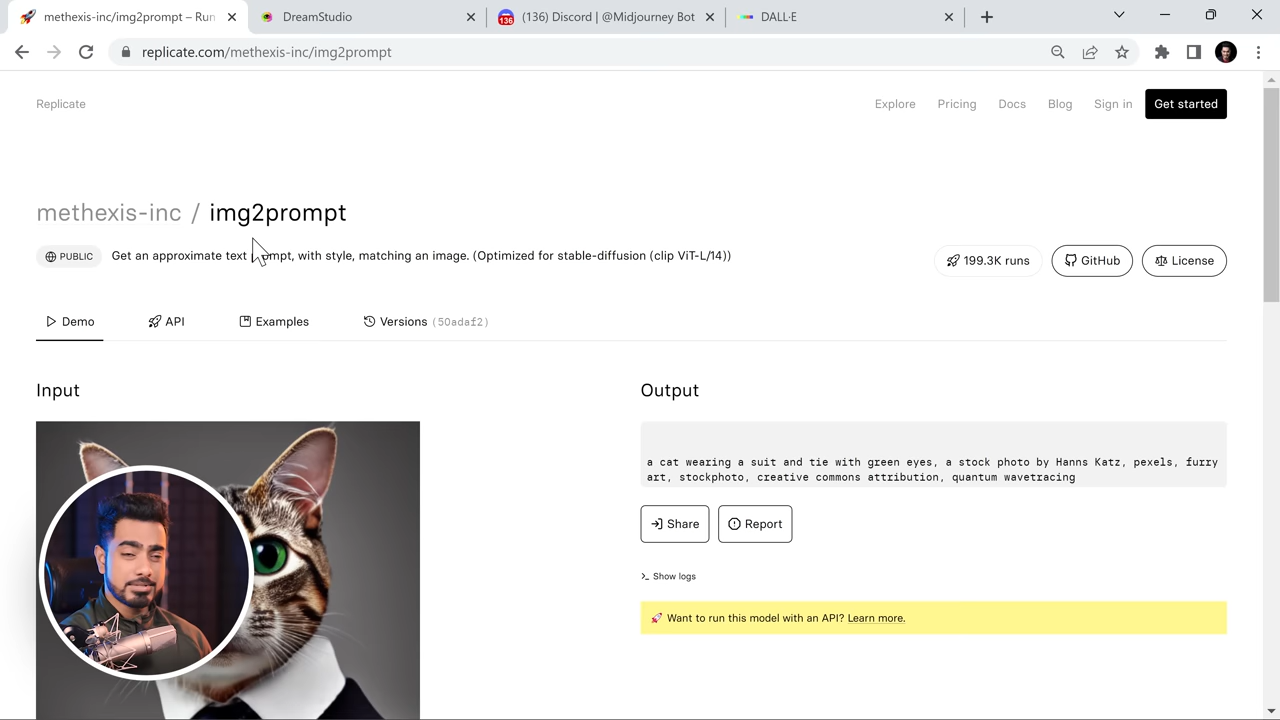 methexis-inc/img2prompt – Run
DreamStudio
(136) Discord | @Midjourney Bot
DALL·E
136
replicate.com/methexis-inc/img2prompt
Replicate
Explore
Pricing
Docs
Blog
Sign in
Get started
methexis-inc / img2prompt
PUBLIC
Get an approximate text prompt, with style, matching an image. (Optimized for stable-diffusion (clip ViT-L/14))
199.3K runs
GitHub
License
Demo
API
Examples
Versions (50adaf2)
Input
Output
a cat wearing a suit and tie with green eyes, a stock photo by Hanns Katz, pexels, furry
art, stockphoto, creative commons attribution, quantum wavetracing
Share
Report
Show logs
Want to run this model with an API? Learn more.